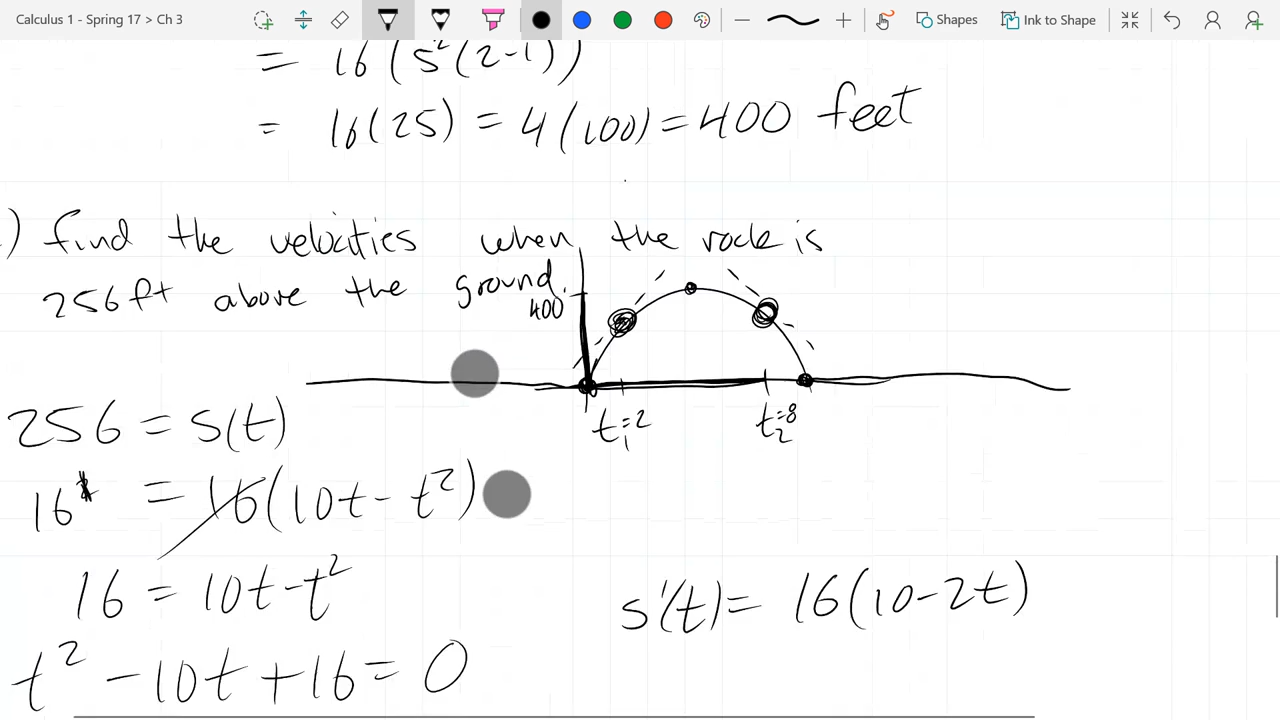 Calculus 1 - Spring 17 > Ch 3
Shapes
Ink to Shape
= 16(5²(2-1))
= 16(25) = 4(100) = 400 feet
.) find the velocities when the rock is
256ft above the ground.
400
t₁=2
t₂=8
256 = s(t)
16 = 16(10t - t²)
16 = 10t - t²
s'(t) = 16(10-2t)
t² - 10t + 16 = 0